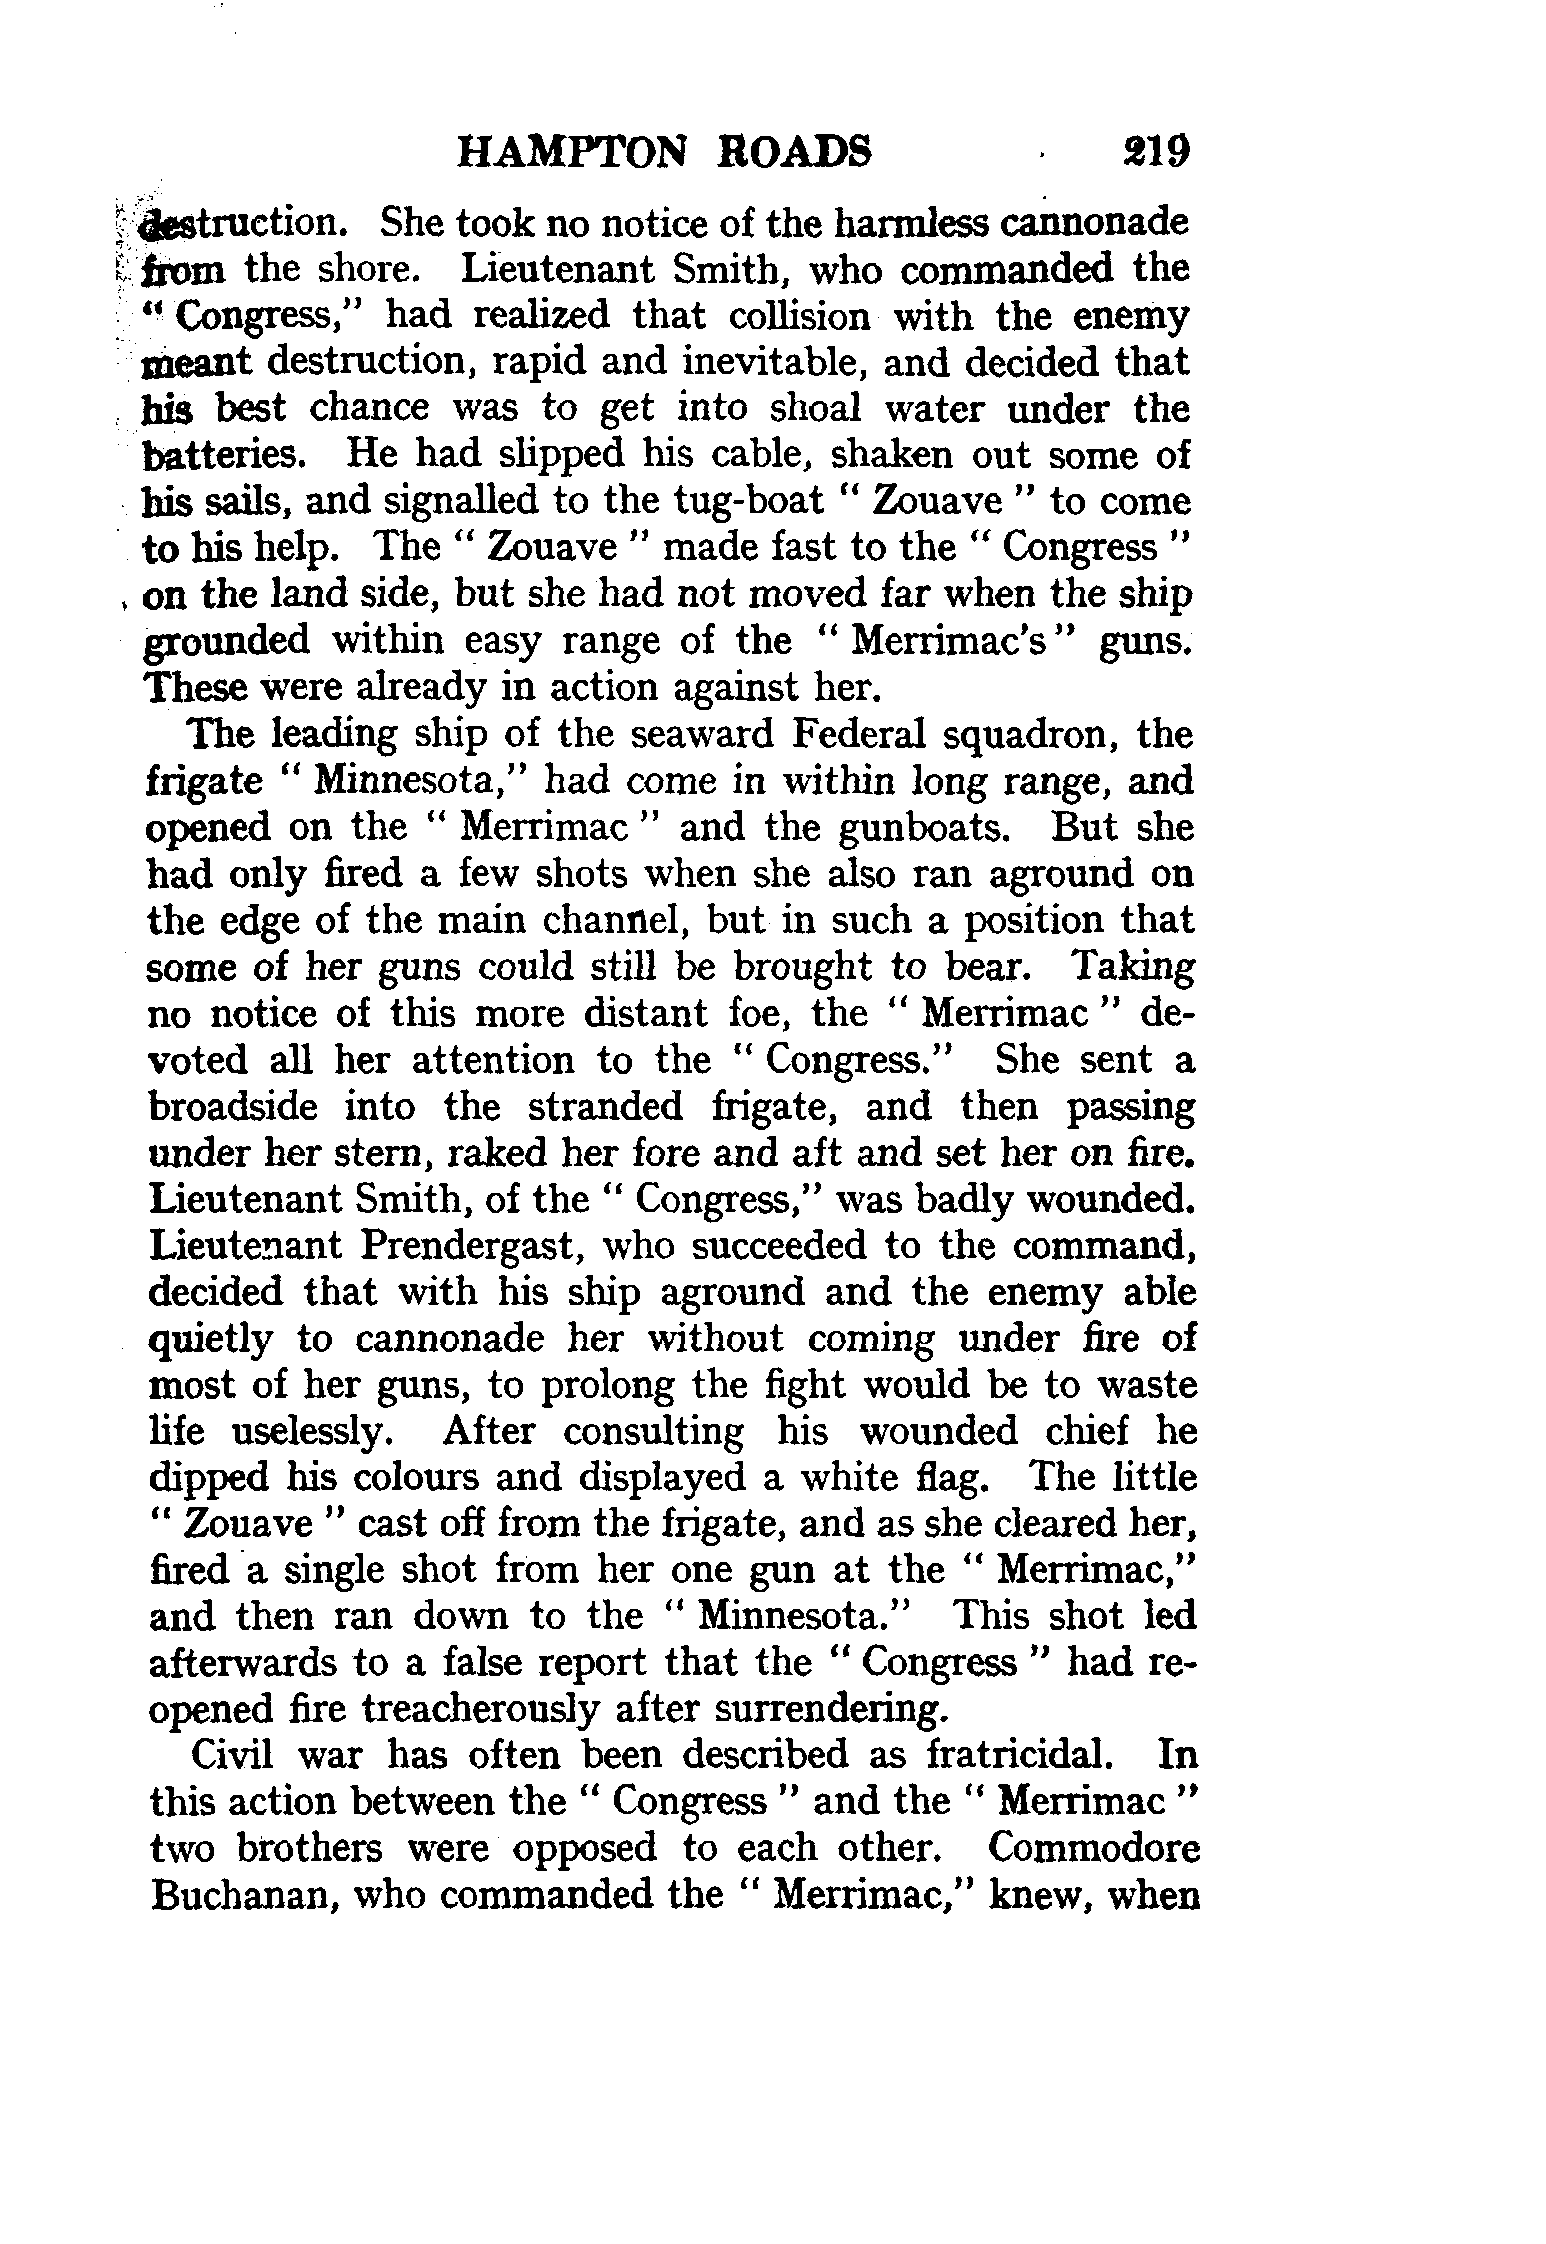 HAMPTON ROADS 219
destruction. She took no notice of the harmless cannonade
from the shore. Lieutenant Smith, who commanded the
" Congress," had realized that collision with the enemy
meant destruction, rapid and inevitable, and decided that
his best chance was to get into shoal water under the
batteries. He had slipped his cable, shaken out some of
his sails, and signalled to the tug-boat " Zouave " to come
to his help. The " Zouave " made fast to the " Congress "
on the land side, but she had not moved far when the ship
grounded within easy range of the " Merrimac's " guns.
These were already in action against her.
The leading ship of the seaward Federal squadron, the
frigate " Minnesota," had come in within long range, and
opened on the " Merrimac " and the gunboats. But she
had only fired a few shots when she also ran aground on
the edge of the main channel, but in such a position that
some of her guns could still be brought to bear. Taking
no notice of this more distant foe, the " Merrimac " de-
voted all her attention to the " Congress." She sent a
broadside into the stranded frigate, and then passing
under her stern, raked her fore and aft and set her on fire.
Lieutenant Smith, of the " Congress," was badly wounded.
Lieutenant Prendergast, who succeeded to the command,
decided that with his ship aground and the enemy able
quietly to cannonade her without coming under fire of
most of her guns, to prolong the fight would be to waste
life uselessly. After consulting his wounded chief he
dipped his colours and displayed a white flag. The little
" Zouave " cast off from the frigate, and as she cleared her,
fired a single shot from her one gun at the " Merrimac,"
and then ran down to the " Minnesota." This shot led
afterwards to a false report that the " Congress " had re-
opened fire treacherously after surrendering.
Civil war has often been described as fratricidal. In
this action between the " Congress " and the " Merrimac "
two brothers were opposed to each other. Commodore
Buchanan, who commanded the " Merrimac," knew, when